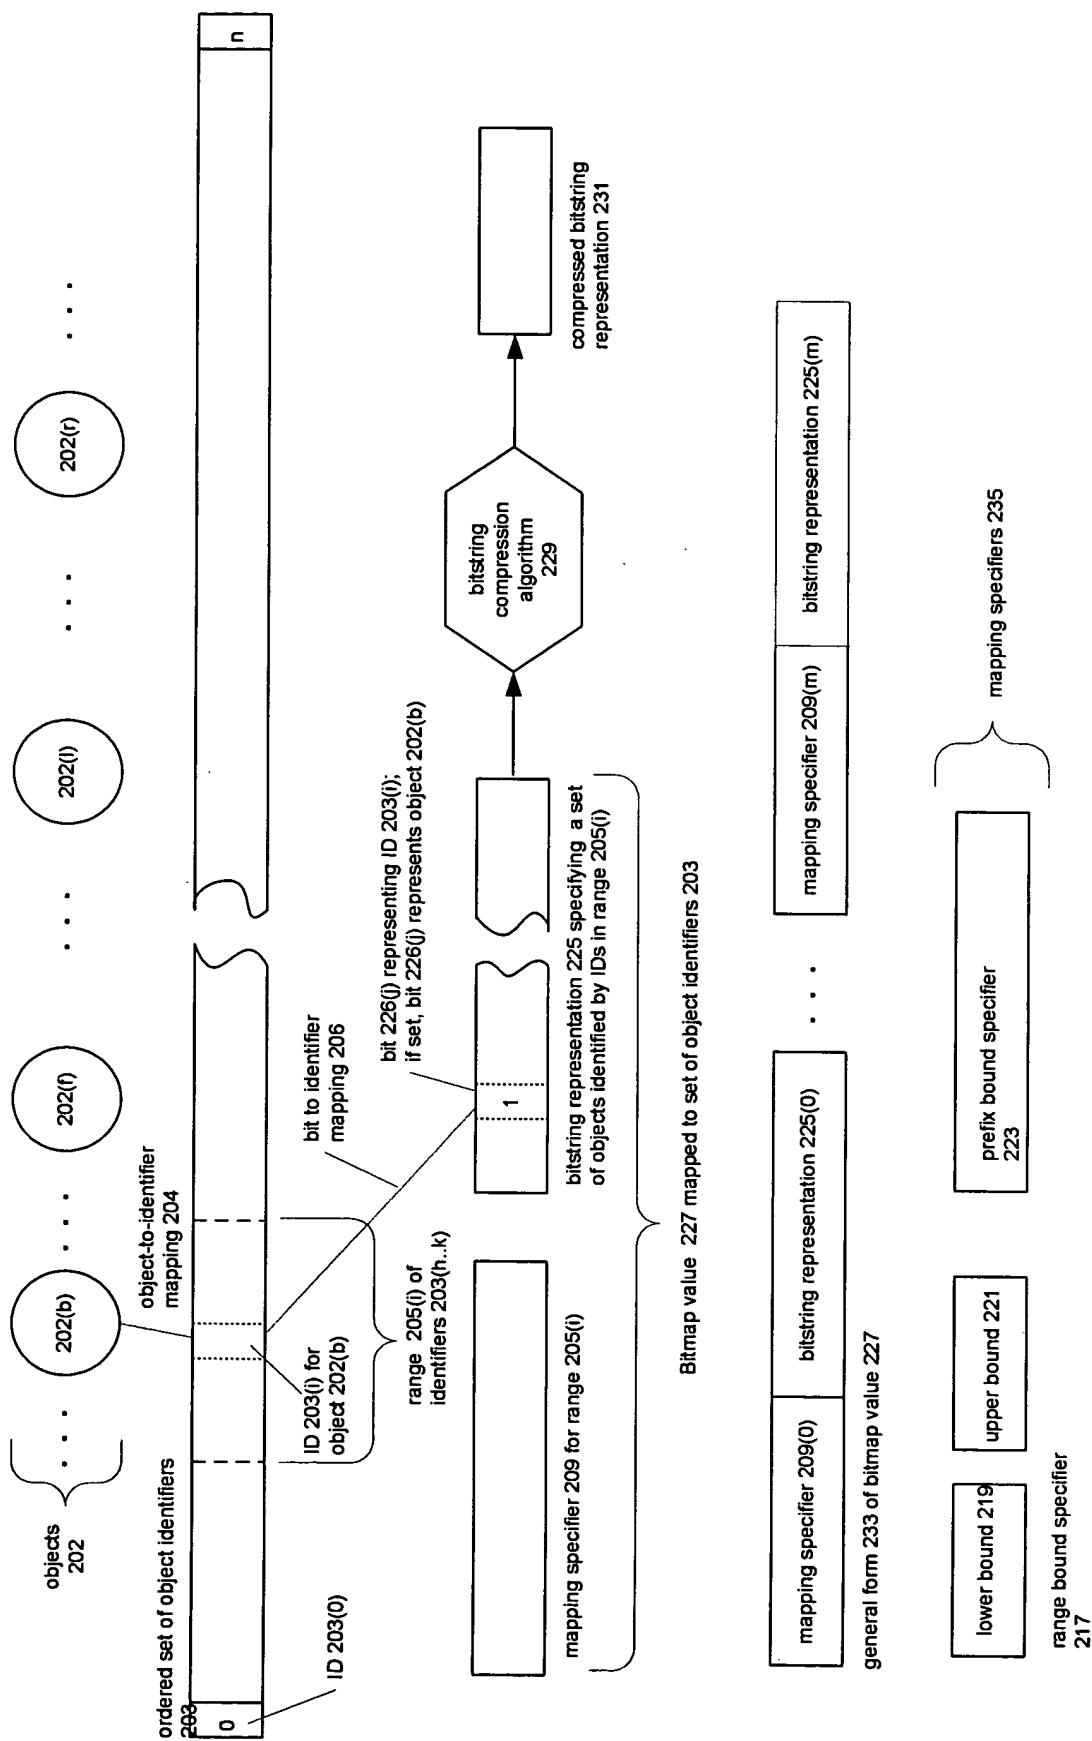 objects
202
. . .
202(b)
. . .
202(f)
. . .
202(l)
. . .
202(r)
. . .
object-to-identifier
mapping 204
ordered set of object identifiers
203
0
n
ID 203(0)
ID 203(i) for
object 202(b)
range 205(i) of
identifiers 203(h..k)
bit to identifier
mapping 206
bit 226(j) representing ID 203(i);
if set, bit 226(j) represents object 202(b)
1
bitstring
compression
algorithm
229
compressed bitstring
representation 231
mapping specifier 209 for range 205(i)
bitstring representation 225 specifying a set
of objects identified by IDs in range 205(i)
Bitmap value 227 mapped to set of object identifiers 203
mapping specifier 209(0)
bitstring representation 225(0)
. . .
mapping specifier 209(m)
bitstring representation 225(m)
general form 233 of bitmap value 227
lower bound 219
upper bound 221
prefix bound specifier
223
mapping specifiers 235
range bound specifier
217